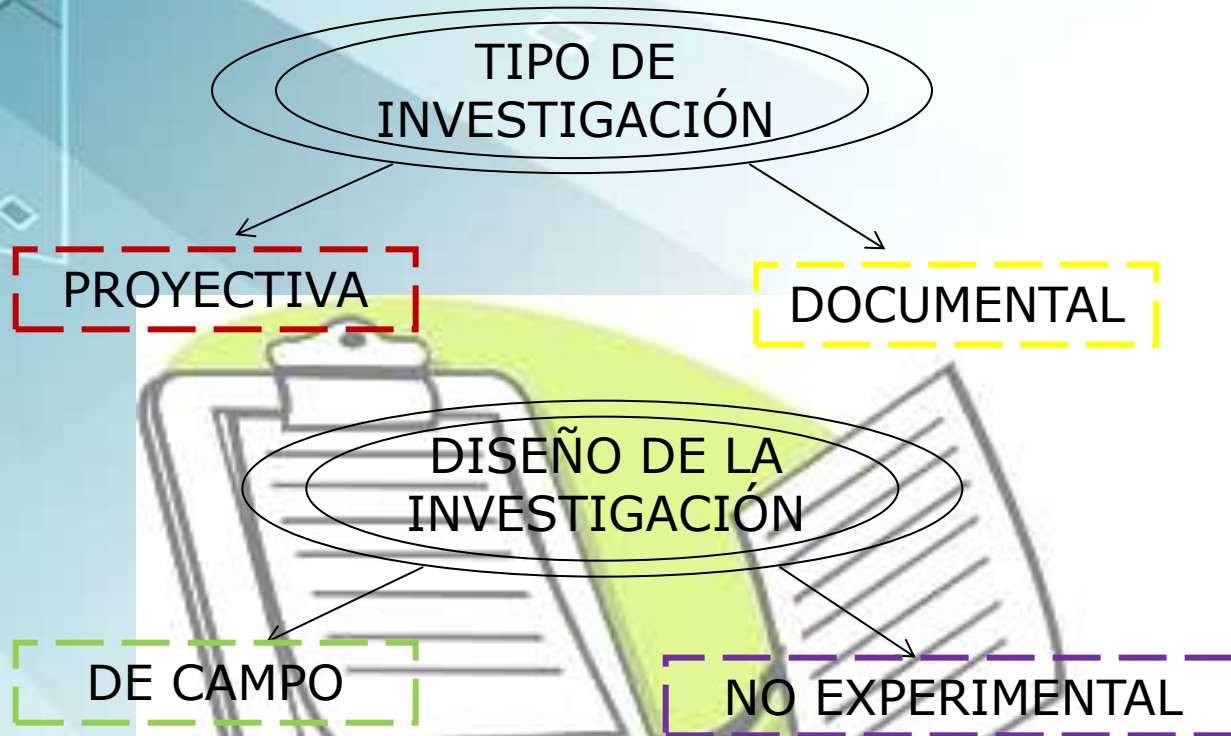 TIPO DE
INVESTIGACIÓN
PROYECTIVA
DOCUMENTAL
DISEÑO DE LA
INVESTIGACIÓN
DE CAMPO
NO EXPERIMENTAL